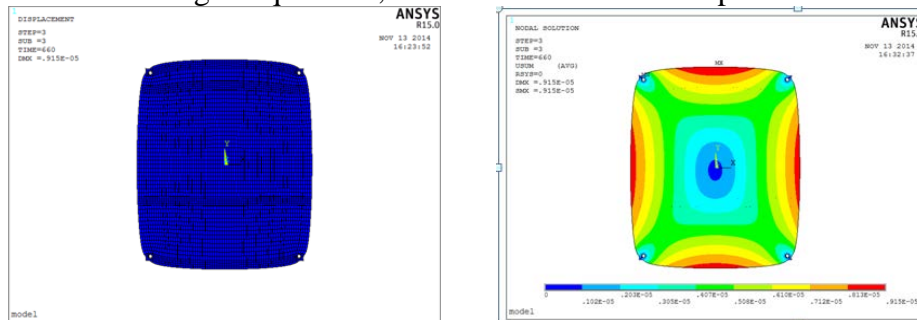 1
DISPLACEMENT
STEP=3
SUB =3
TIME=660
DMX =.915E-05
ANSYS
R15.0
NOV 13 2014
16:23:52
Y
model
1
NODAL SOLUTION
STEP=3
SUB =3
TIME=660
USUM (AVG)
RSYS=0
DMX =.915E-05
SMX =.915E-05
ANSYS
R15.
NOV 13 2014
16:32:37
MX
Y
X
0 .203E-05 .407E-05 .610E-05 .813E-05
.102E-05 .305E-05 .508E-05 .712E-05 .915E-05
model